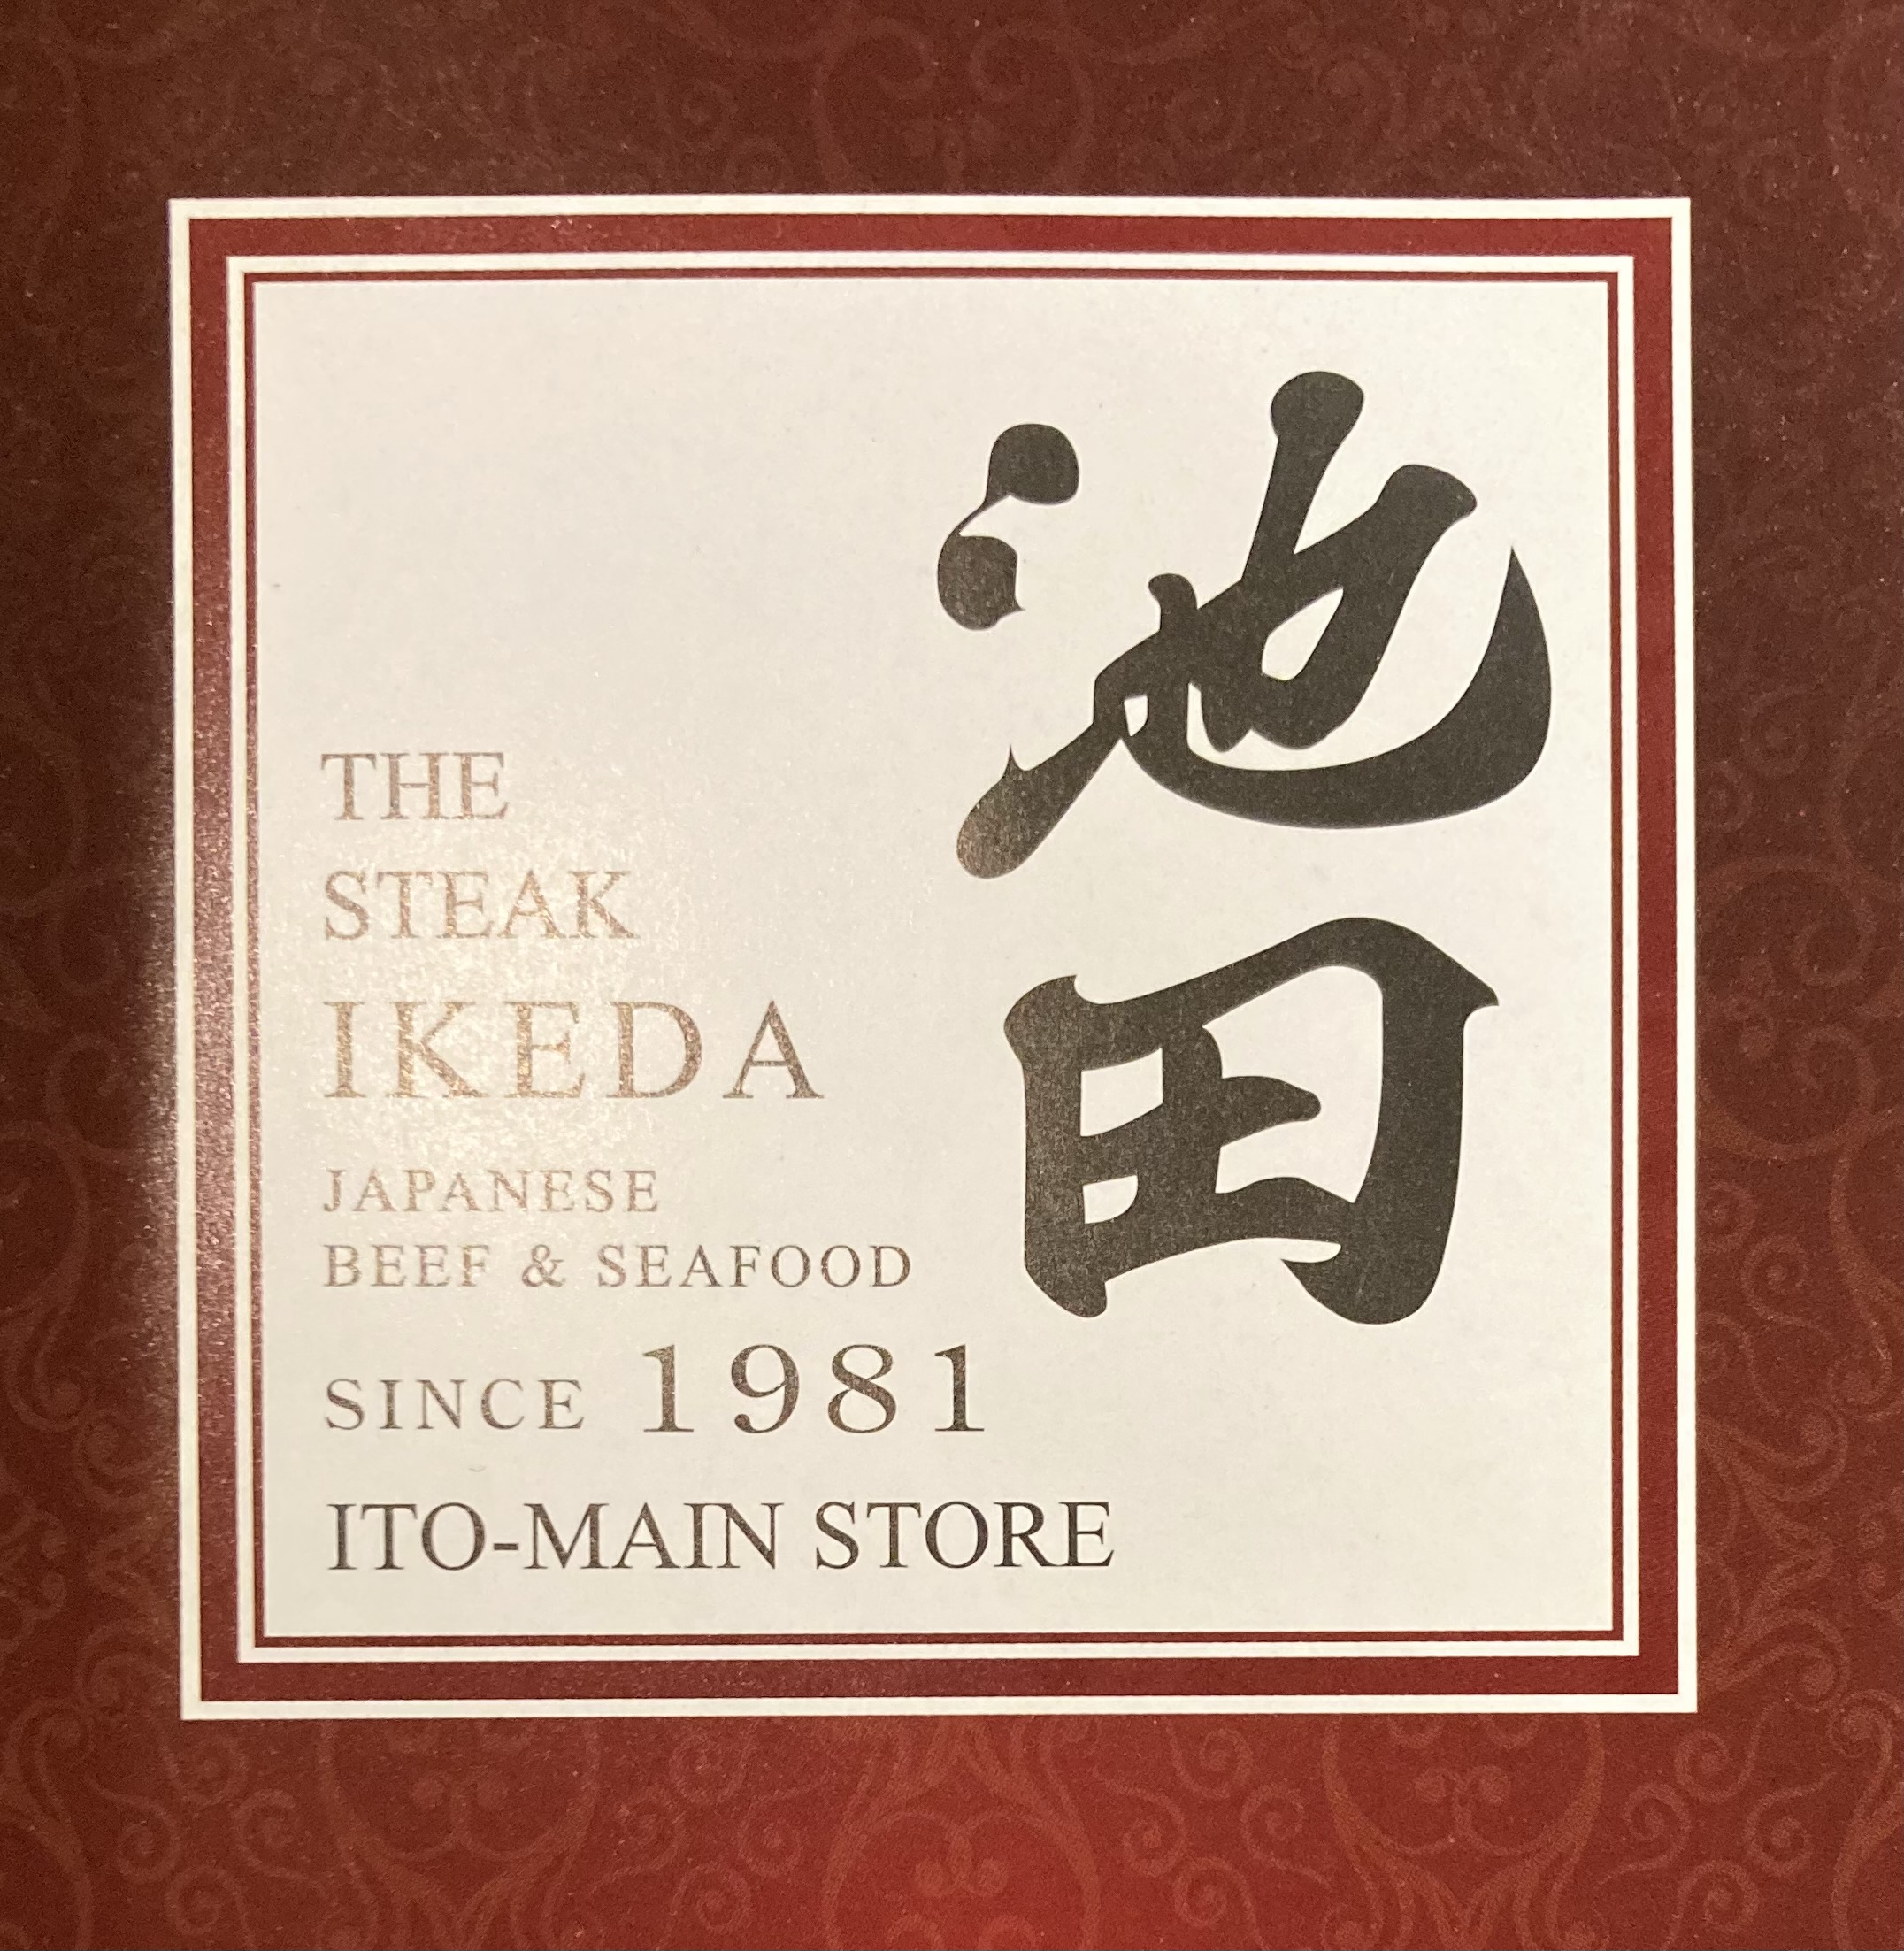 池田
THE
STEAK
IKEDA
JAPANESE
BEEF & SEAFOOD
SINCE 1981
ITO-MAIN STORE